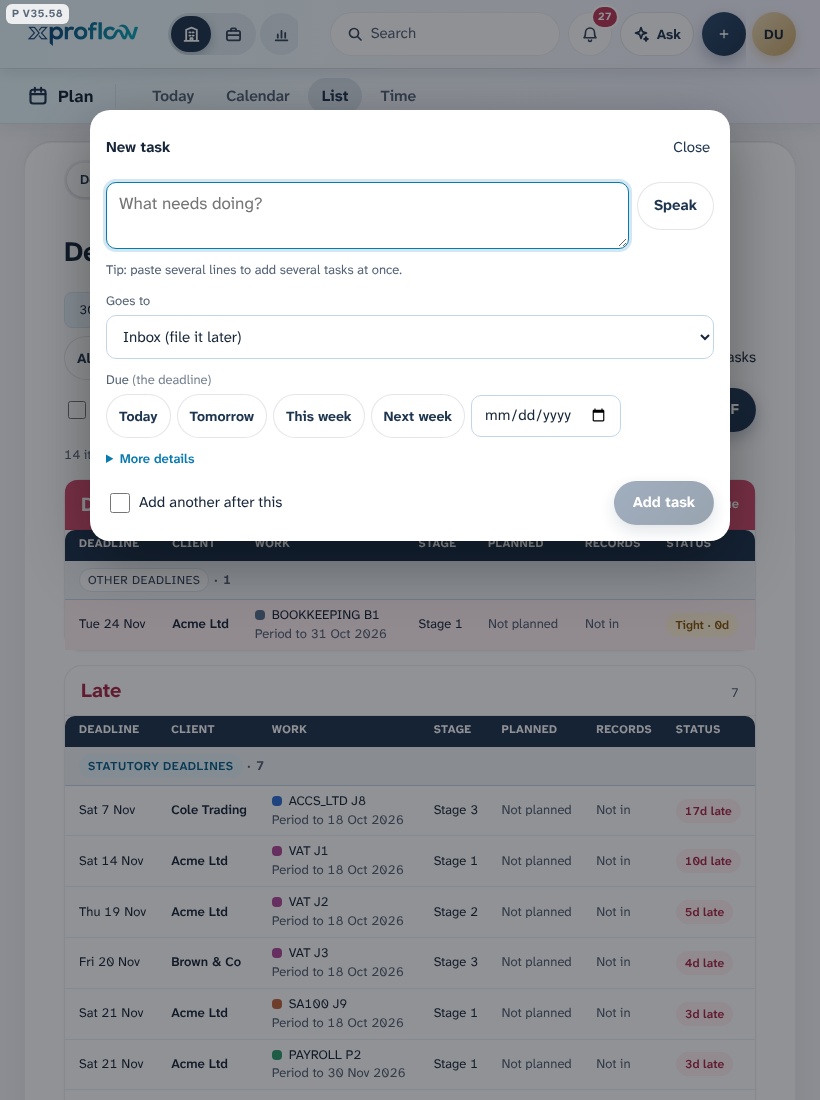 P V35.58
xproflow
Search
27
Ask
+
DU
Plan
Today
Calendar
List
Time
New task
Close
What needs doing?
Speak
Tip: paste several lines to add several tasks at once.
Goes to
Inbox (file it later)
Due (the deadline)
Today
Tomorrow
This week
Next week
mm/dd/yyyy
More details
Add another after this
Add task
DEADLINE CLIENT WORK STAGE PLANNED RECORDS STATUS
OTHER DEADLINES · 1
Tue 24 Nov Acme Ltd BOOKKEEPING B1 Stage 1 Not planned Not in Tight · 0d
Period to 31 Oct 2026
Late 7
DEADLINE CLIENT WORK STAGE PLANNED RECORDS STATUS
STATUTORY DEADLINES · 7
Sat 7 Nov Cole Trading ACCS_LTD J8 Stage 3 Not planned Not in 17d late
Period to 18 Oct 2026
Sat 14 Nov Acme Ltd VAT J1 Stage 1 Not planned Not in 10d late
Period to 18 Oct 2026
Thu 19 Nov Acme Ltd VAT J2 Stage 2 Not planned Not in 5d late
Period to 18 Oct 2026
Fri 20 Nov Brown & Co VAT J3 Stage 3 Not planned Not in 4d late
Period to 18 Oct 2026
Sat 21 Nov Acme Ltd SA100 J9 Stage 1 Not planned Not in 3d late
Period to 18 Oct 2026
Sat 21 Nov Acme Ltd PAYROLL P2 Stage 1 Not planned Not in 3d late
Period to 30 Nov 2026